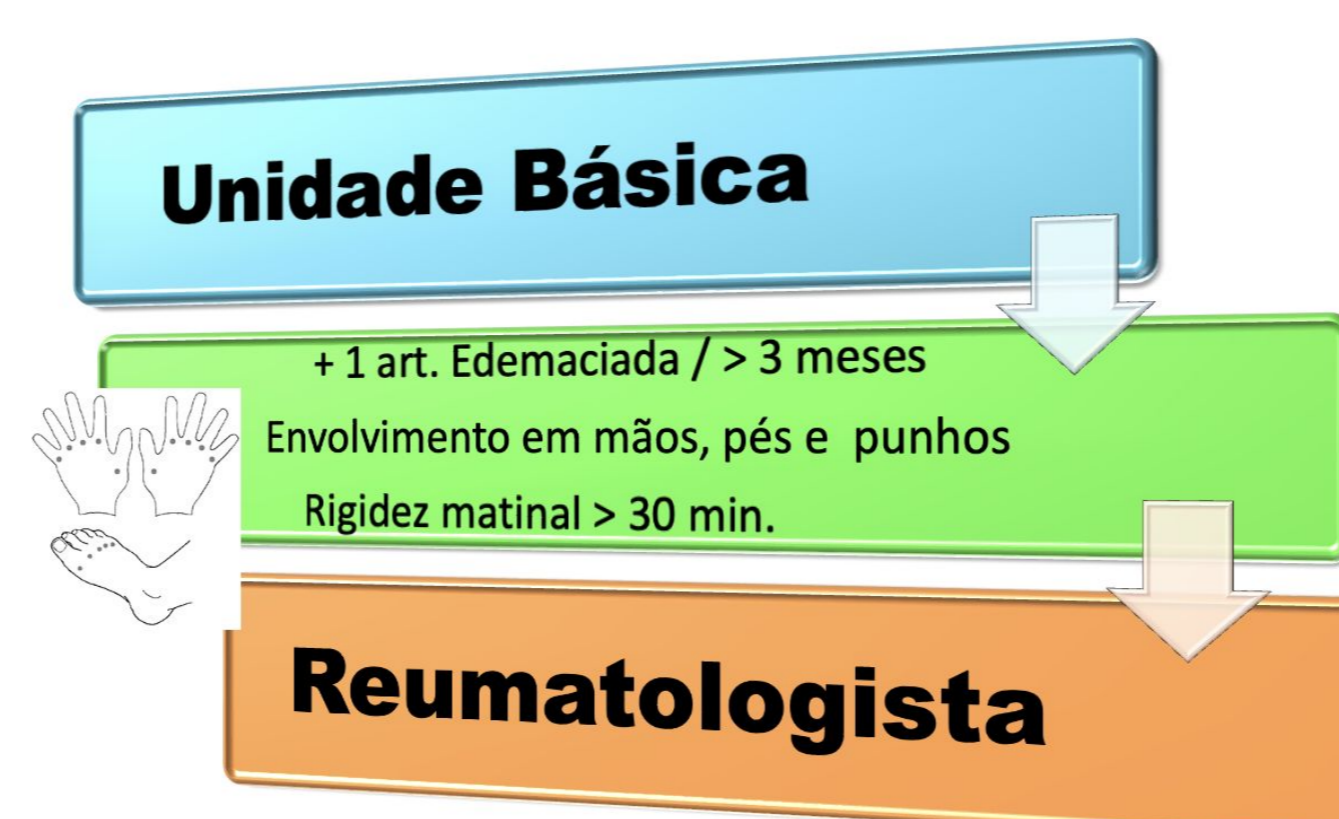 Unidade Básica
+ 1 art. Edemaciada / > 3 meses
Envolvimento em mãos, pés e punhos
Rigidez matinal > 30 min.
Reumatologista